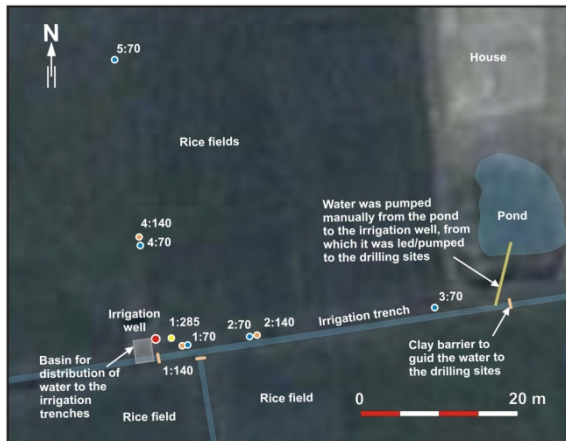 N
5:70
House
Rice fields
Water was pumped
manually from the pond
to the irrigation well, from
which it was led/pumped
to the drilling sites
Pond
4:140
4:70
3:70
Irrigation trench
Irrigation
well
1:285
1:70
2:70
2:140
1:140
Basin for
distribution of
water to the
irrigation
trenches
Clay barrier to
guid the water to
the drilling sites
Rice field
Rice field
0
20 m